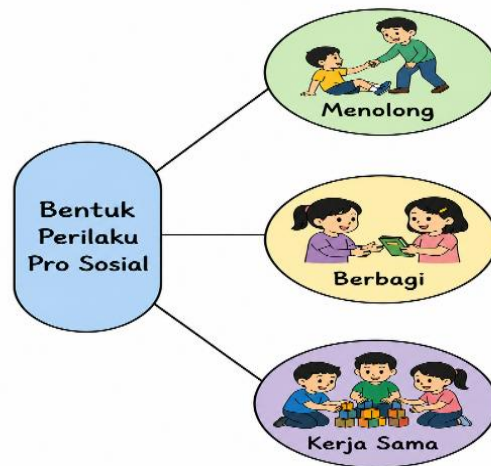 Bentuk
Perilaku
Pro Sosial
Menolong
Berbagi
Kerja Sama